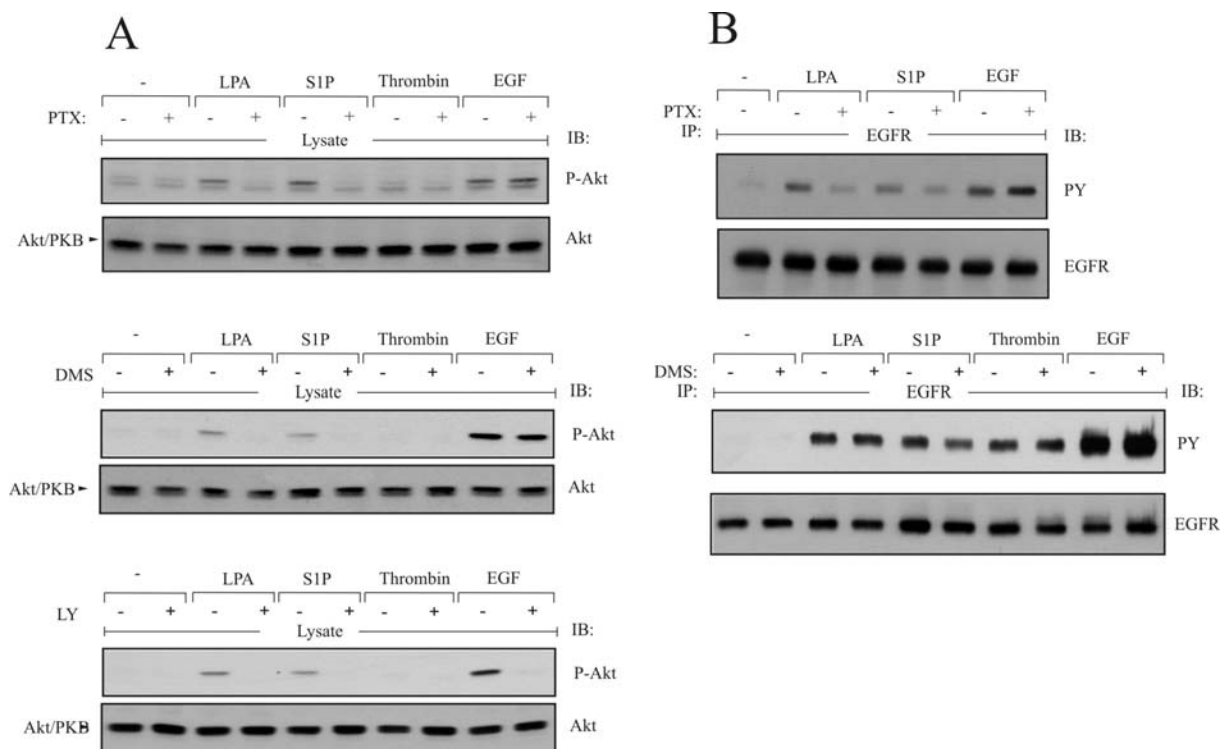 A
- LPA S1P Thrombin EGF
PTX: - + - + - + - + - +
Lysate IB:
P-Akt
Akt/PKB Akt
- LPA S1P Thrombin EGF
DMS - + - + - + - + - +
Lysate IB:
P-Akt
Akt/PKB Akt
- LPA S1P Thrombin EGF
LY - + - + - + - + - +
Lysate IB:
P-Akt
Akt/PKB Akt
B
- LPA S1P EGF
PTX: - - + - + - +
IP: EGFR IB:
PY
EGFR
- LPA S1P Thrombin EGF
DMS: - + - + - + - + - +
IP: EGFR IB:
PY
EGFR